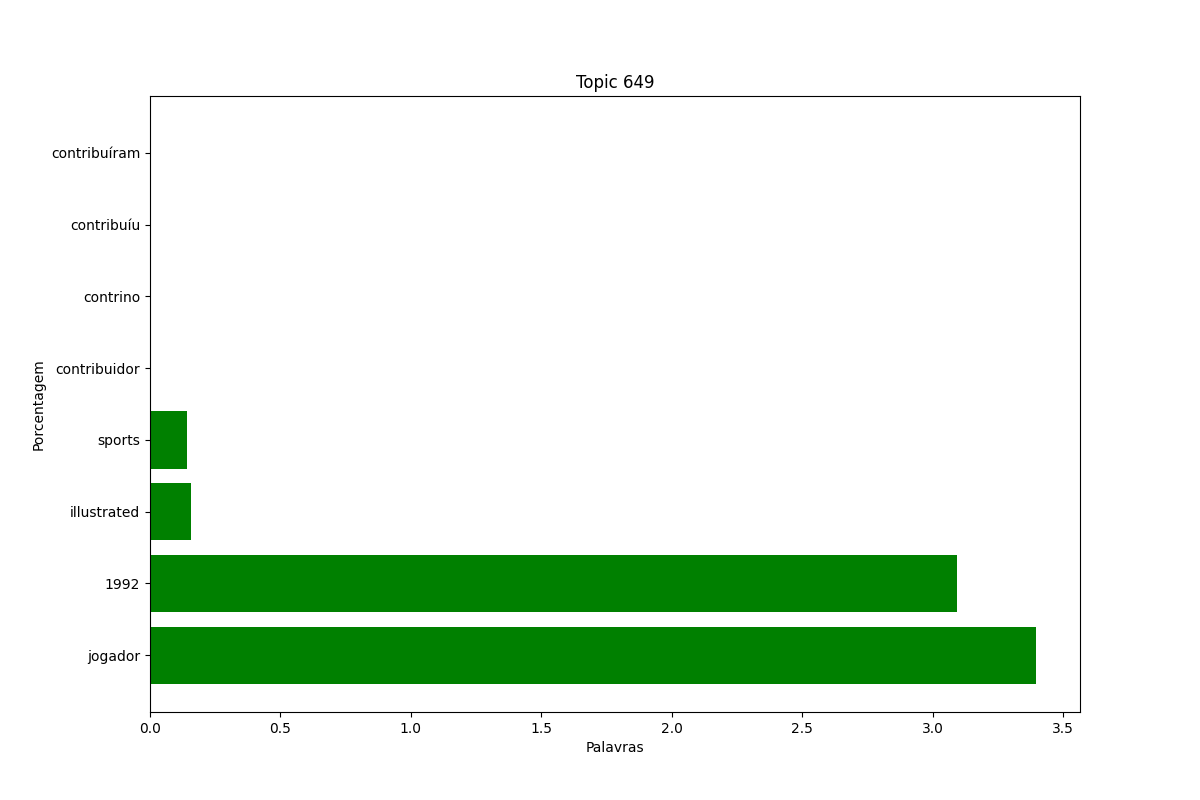 Topic 649
contribuíram
contribuíu
contrino
contribuidor
sports
illustrated
1992
jogador
Porcentagem
0.0 0.5 1.0 1.5 2.0 2.5 3.0 3.5
Palavras